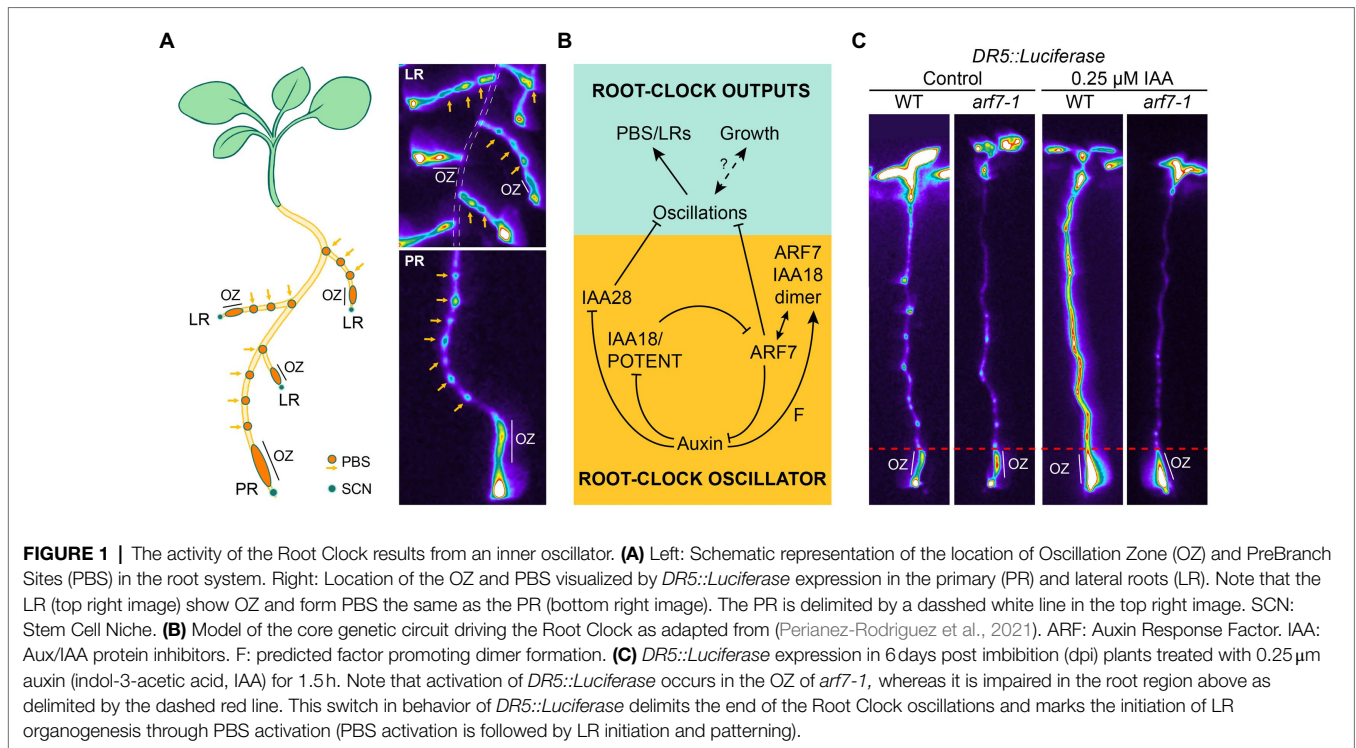 A
OZ
LR
OZ
LR
OZ
LR
OZ
PR
PBS
SCN
LR
OZ
OZ
PR
OZ
B
ROOT-CLOCK OUTPUTS
PBS/LRs
Growth
?
Oscillations
ARF7
IAA18
dimer
IAA28
IAA18/
POTENT
ARF7
F
Auxin
ROOT-CLOCK OSCILLATOR
C
DR5::Luciferase
Control
0.25 µM IAA
WT
arf7-1
WT
arf7-1
OZ
OZ
OZ
OZ
FIGURE 1 | The activity of the Root Clock results from an inner oscillator. (A) Left: Schematic representation of the location of Oscillation Zone (OZ) and PreBranch
Sites (PBS) in the root system. Right: Location of the OZ and PBS visualized by DR5::Luciferase expression in the primary (PR) and lateral roots (LR). Note that the
LR (top right image) show OZ and form PBS the same as the PR (bottom right image). The PR is delimited by a dasshed white line in the top right image. SCN:
Stem Cell Niche. (B) Model of the core genetic circuit driving the Root Clock as adapted from (Perianez-Rodriguez et al., 2021). ARF: Auxin Response Factor. IAA:
Aux/IAA protein inhibitors. F: predicted factor promoting dimer formation. (C) DR5::Luciferase expression in 6 days post imbibition (dpi) plants treated with 0.25 µm
auxin (indol-3-acetic acid, IAA) for 1.5 h. Note that activation of DR5::Luciferase occurs in the OZ of arf7-1, whereas it is impaired in the root region above as
delimited by the dashed red line. This switch in behavior of DR5::Luciferase delimits the end of the Root Clock oscillations and marks the initiation of LR
organogenesis through PBS activation (PBS activation is followed by LR initiation and patterning).